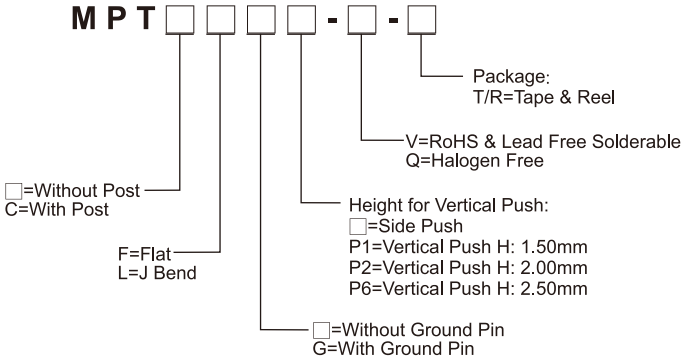 MPT□□□□-□-□
Package:
T/R=Tape & Reel
V=RoHS & Lead Free Solderable
Q=Halogen Free
□=Without Post
C=With Post
Height for Vertical Push:
□=Side Push
P1=Vertical Push H: 1.50mm
P2=Vertical Push H: 2.00mm
P6=Vertical Push H: 2.50mm
F=Flat
L=J Bend
□=Without Ground Pin
G=With Ground Pin